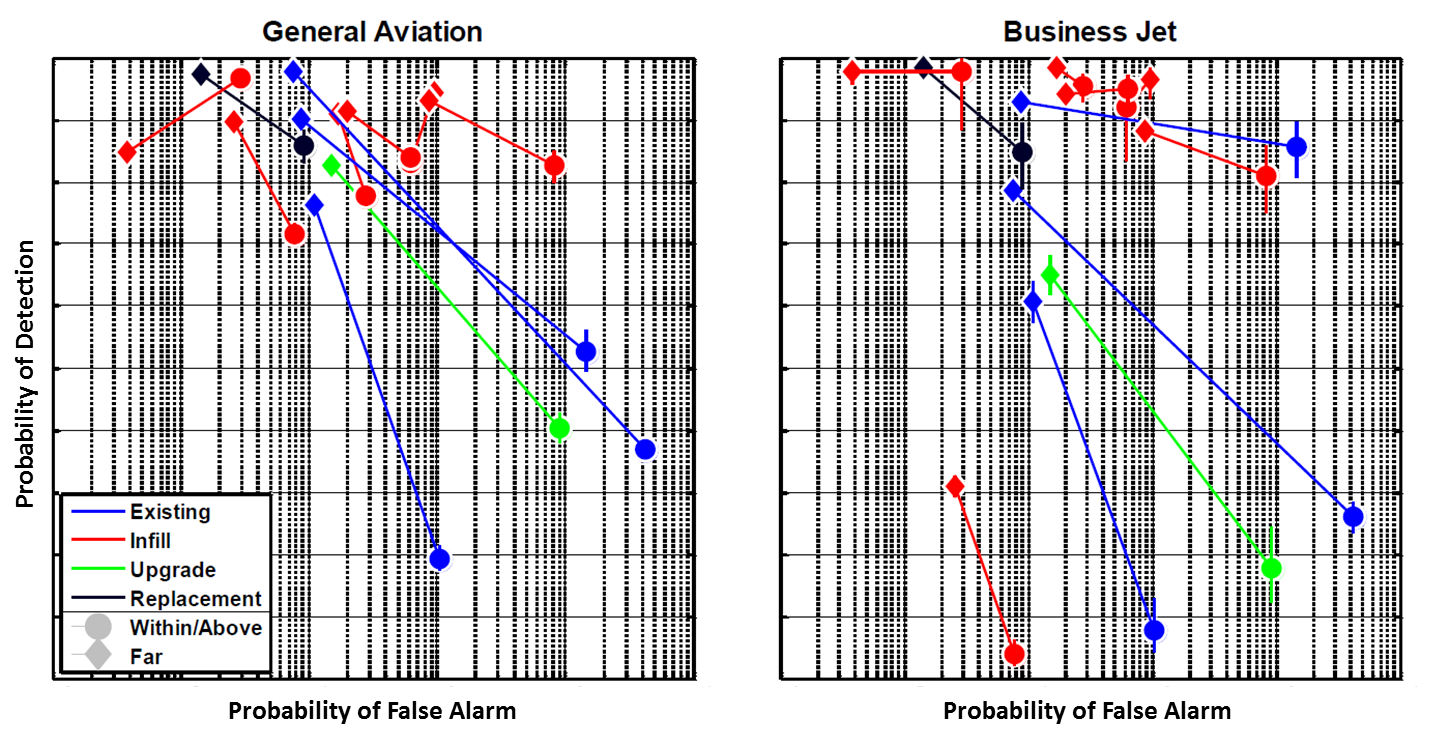 General Aviation
Business Jet
Probability of Detection
Existing
Infill
Upgrade
Replacement
Within/Above
Far
Probability of False Alarm
Probability of False Alarm